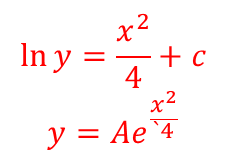 ln y = x²/4 + c
y = Ae^(x²/`4)